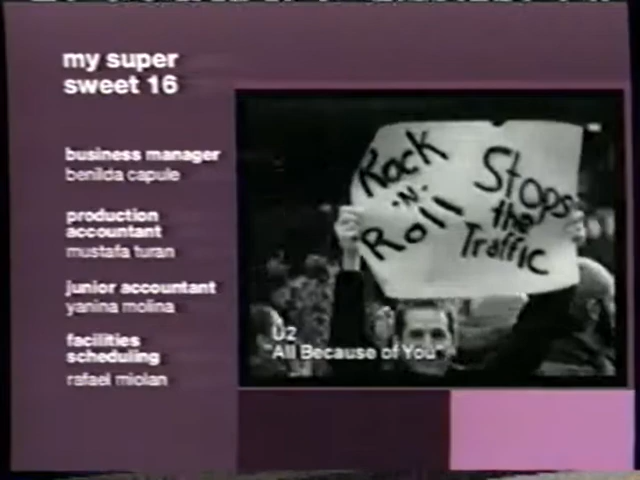 my super
sweet 16
business manager
benilda capule
production
accountant
mustafa turan
junior accountant
yanina molina
facilities
scheduling
rafael miolan
Rock
'N'
Roll
Stops
the
Traffic
U2
"All Because of You"